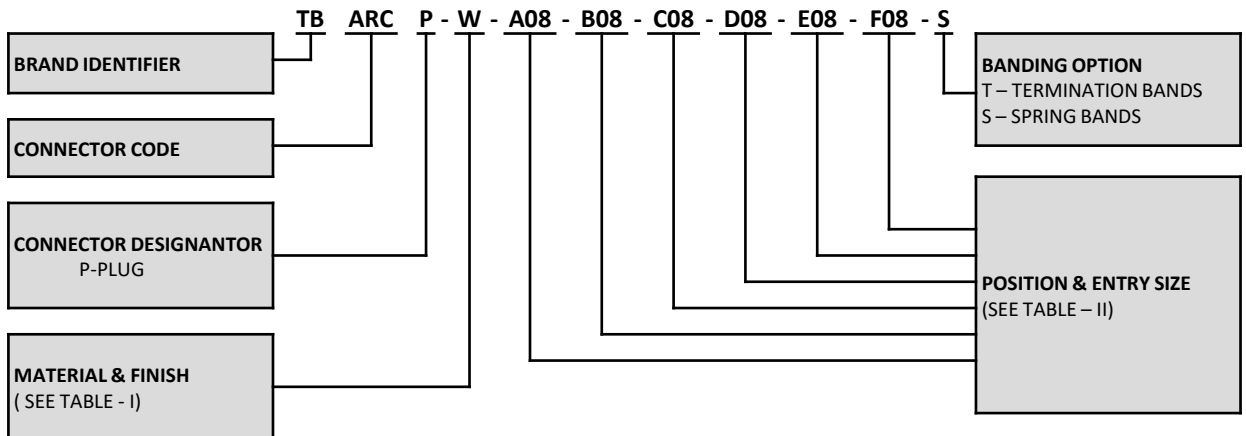 TB ARC P - W - A08 - B08 - C08 - D08 - E08 - F08 - S
BRAND IDENTIFIER
CONNECTOR CODE
CONNECTOR DESIGNANTOR
P-PLUG
MATERIAL & FINISH
( SEE TABLE - I)
BANDING OPTION
T – TERMINATION BANDS
S – SPRING BANDS
POSITION & ENTRY SIZE
(SEE TABLE – II)